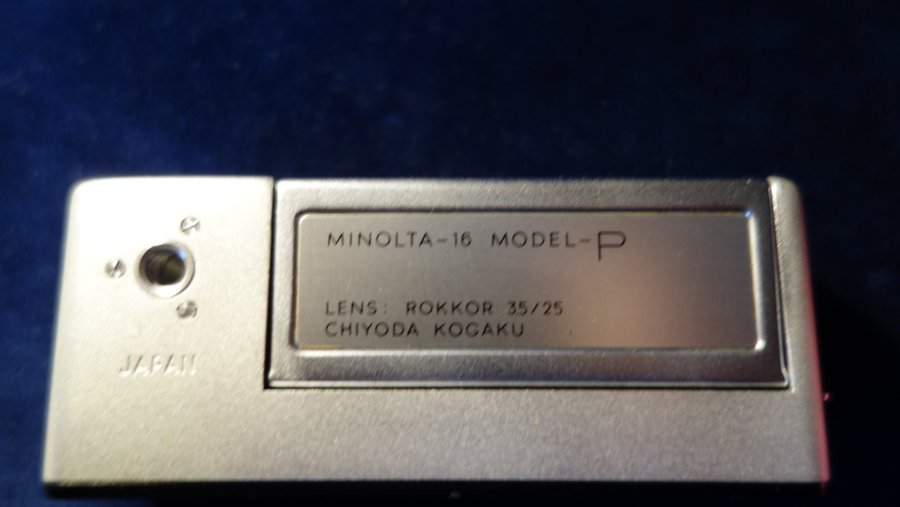 MINOLTA-16 MODEL-P
LENS: ROKKOR 35/25
CHIYODA KOGAKU
JAPAN